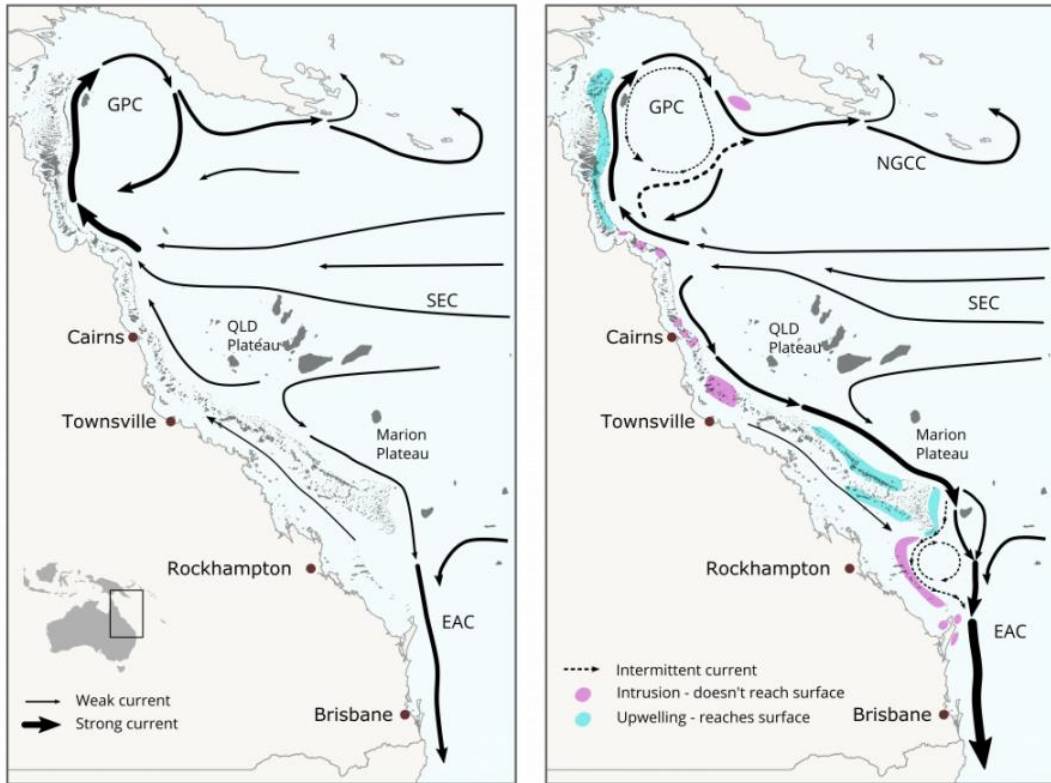 GPC
SEC
Cairns
QLD
Plateau
Townsville
Marion
Plateau
Rockhampton
EAC
Weak current
Strong current
Brisbane
GPC
NGCC
SEC
Cairns
QLD
Plateau
Townsville
Marion
Plateau
Rockhampton
EAC
Intermittent current
Intrusion - doesn't reach surface
Upwelling - reaches surface
Brisbane